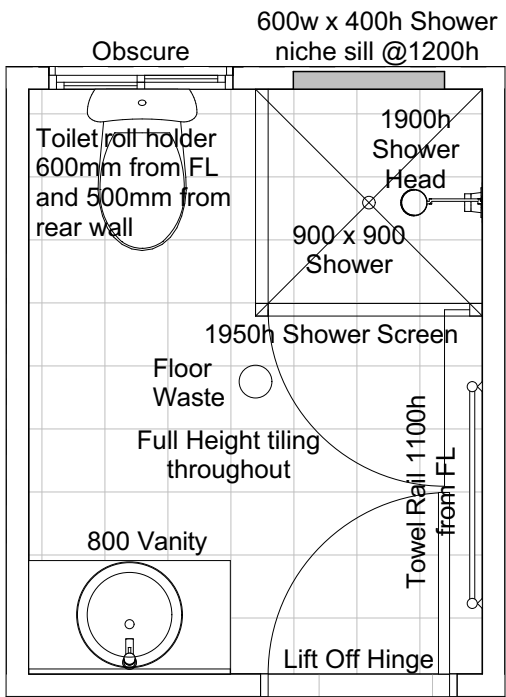 600w x 400h Shower
niche sill @1200h
Obscure
Toilet roll holder
600mm from FL
and 500mm from
rear wall
1900h
Shower
Head
900 x 900
Shower
1950h Shower Screen
Floor
Waste
Full Height tiling
throughout
Towel Rail 1100h
from FL
800 Vanity
Lift Off Hinge